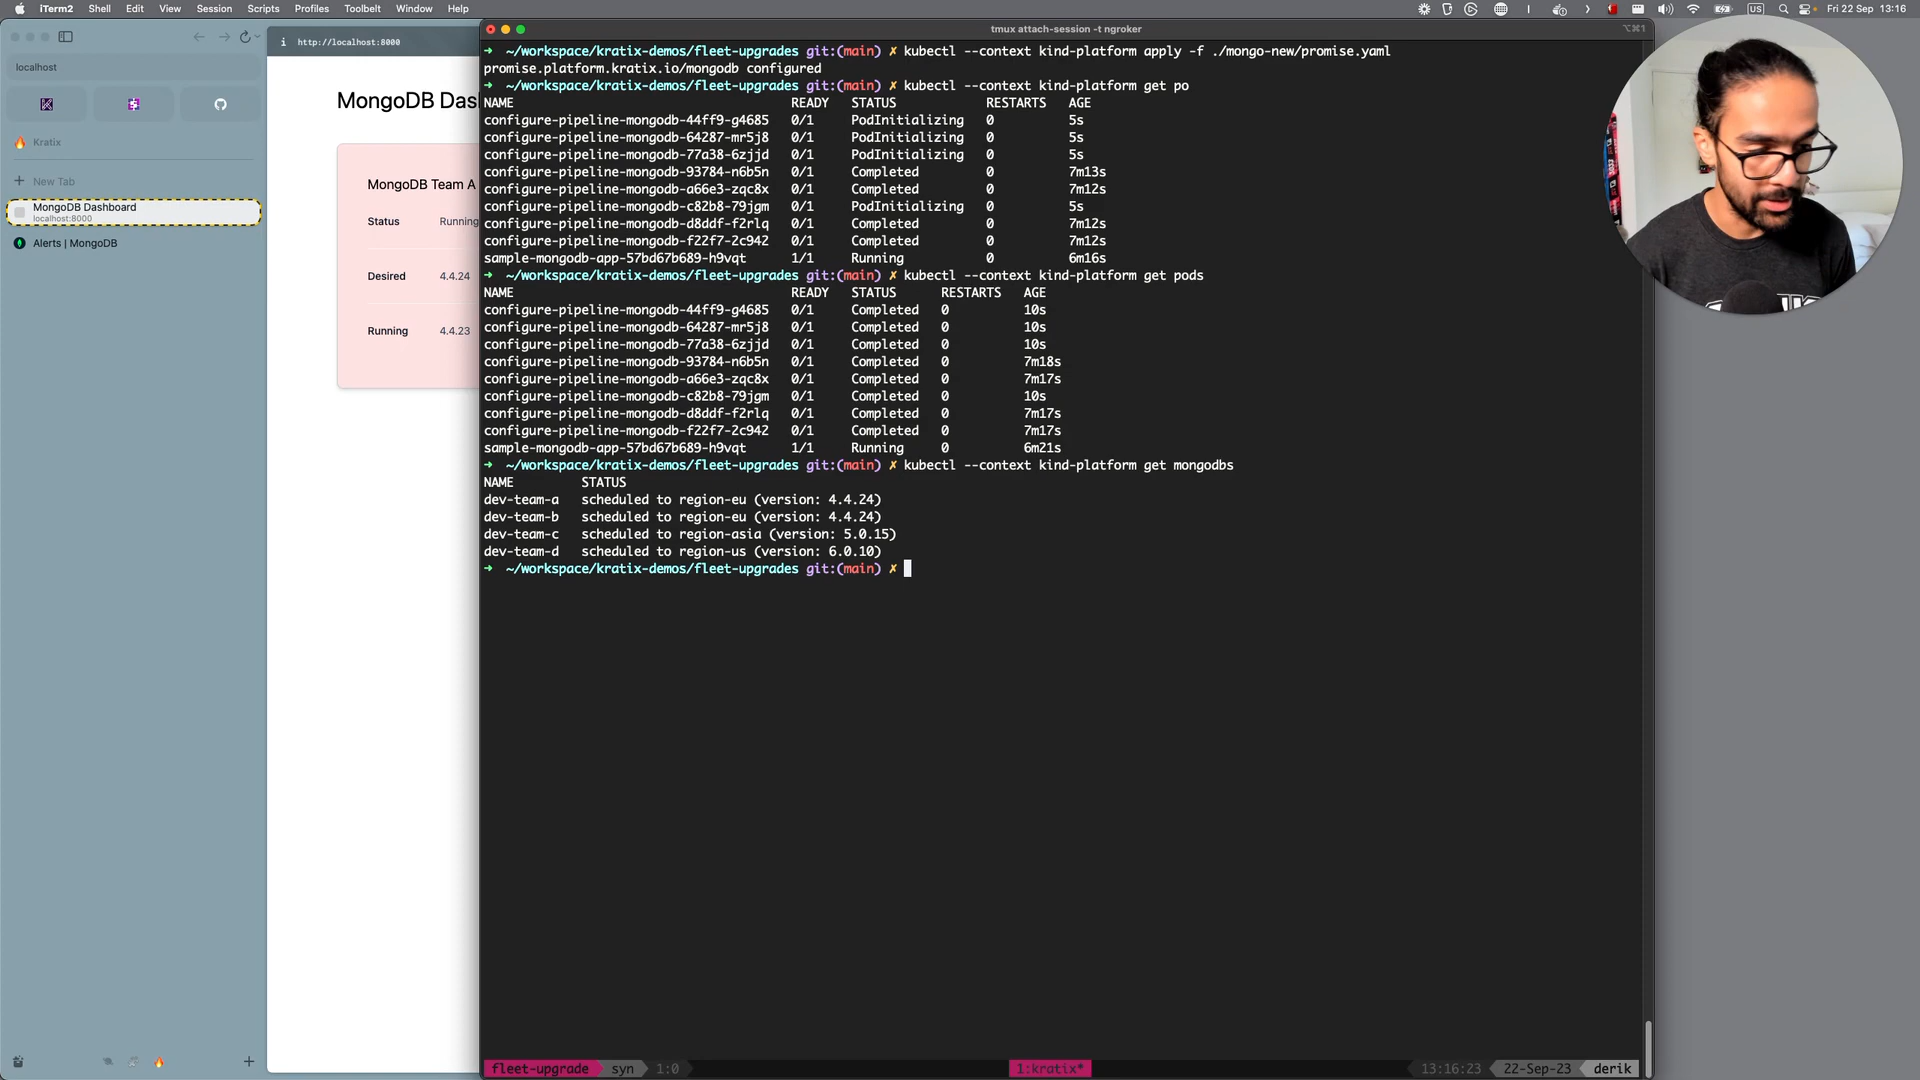 iTerm2 Shell Edit View Session Scripts Profiles Toolbelt Window Help
US
Fri 22 Sep 13:16
localhost
Kratix
New Tab
MongoDB Dashboard
localhost:8000
Alerts | MongoDB
http://localhost:8000
MongoDB Das
MongoDB Team A
Status Running
Desired 4.4.24
Running 4.4.23
tmux attach-session -t ngroker
⌥⌘1
➜ ~/workspace/kratix-demos/fleet-upgrades git:(main) ✗ kubectl --context kind-platform apply -f ./mongo-new/promise.yaml
promise.platform.kratix.io/mongodb configured
➜ ~/workspace/kratix-demos/fleet-upgrades git:(main) ✗ kubectl --context kind-platform get po
NAME READY STATUS RESTARTS AGE
configure-pipeline-mongodb-44ff9-g4685 0/1 PodInitializing 0 5s
configure-pipeline-mongodb-64287-mr5j8 0/1 PodInitializing 0 5s
configure-pipeline-mongodb-77a38-6zjjd 0/1 PodInitializing 0 5s
configure-pipeline-mongodb-93784-n6b5n 0/1 Completed 0 7m13s
configure-pipeline-mongodb-a66e3-zqc8x 0/1 Completed 0 7m12s
configure-pipeline-mongodb-c82b8-79jgm 0/1 PodInitializing 0 5s
configure-pipeline-mongodb-d8ddf-f2rlq 0/1 Completed 0 7m12s
configure-pipeline-mongodb-f22f7-2c942 0/1 Completed 0 7m12s
sample-mongodb-app-57bd67b689-h9vqt 1/1 Running 0 6m16s
➜ ~/workspace/kratix-demos/fleet-upgrades git:(main) ✗ kubectl --context kind-platform get pods
NAME READY STATUS RESTARTS AGE
configure-pipeline-mongodb-44ff9-g4685 0/1 Completed 0 10s
configure-pipeline-mongodb-64287-mr5j8 0/1 Completed 0 10s
configure-pipeline-mongodb-77a38-6zjjd 0/1 Completed 0 10s
configure-pipeline-mongodb-93784-n6b5n 0/1 Completed 0 7m18s
configure-pipeline-mongodb-a66e3-zqc8x 0/1 Completed 0 7m17s
configure-pipeline-mongodb-c82b8-79jgm 0/1 Completed 0 10s
configure-pipeline-mongodb-d8ddf-f2rlq 0/1 Completed 0 7m17s
configure-pipeline-mongodb-f22f7-2c942 0/1 Completed 0 7m17s
sample-mongodb-app-57bd67b689-h9vqt 1/1 Running 0 6m21s
➜ ~/workspace/kratix-demos/fleet-upgrades git:(main) ✗ kubectl --context kind-platform get mongodbs
NAME STATUS
dev-team-a scheduled to region-eu (version: 4.4.24)
dev-team-b scheduled to region-eu (version: 4.4.24)
dev-team-c scheduled to region-asia (version: 5.0.15)
dev-team-d scheduled to region-us (version: 6.0.10)
➜ ~/workspace/kratix-demos/fleet-upgrades git:(main) ✗
fleet-upgrade syn 1:0 1:kratix* 13:16:23 22-Sep-23 derik